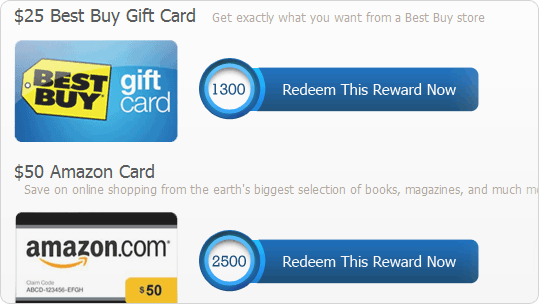 $25 Best Buy Gift Card Get exactly what you want from a Best Buy store
BEST BUY
gift card
1300 Redeem This Reward Now
$50 Amazon Card
Save on online shopping from the earth's biggest selection of books, magazines, and much
amazon.com
Claim Code
ABCD-123456-EFGH
$50
2500 Redeem This Reward Now